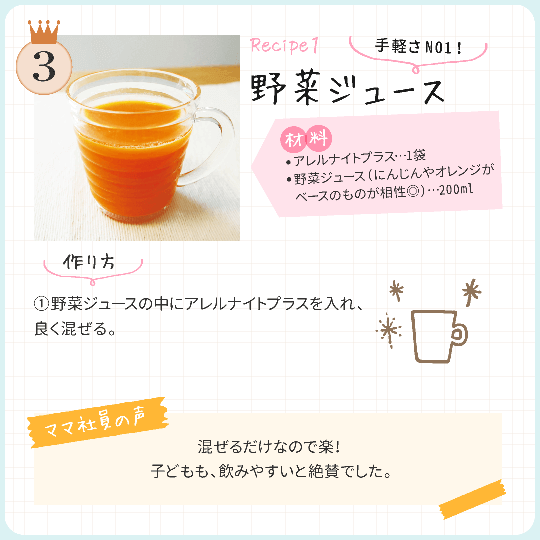 3
Recipe1
手軽さNO1!
野菜ジュース
材料
•アレルナイトプラス…1袋
•野菜ジュース(にんじんやオレンジが
ベースのものが相性◎)…200ml
作り方
①野菜ジュースの中にアレルナイトプラスを入れ、
良く混ぜる。
ママ社員の声
混ぜるだけなので楽!
子どもも、飲みやすいと絶賛でした。